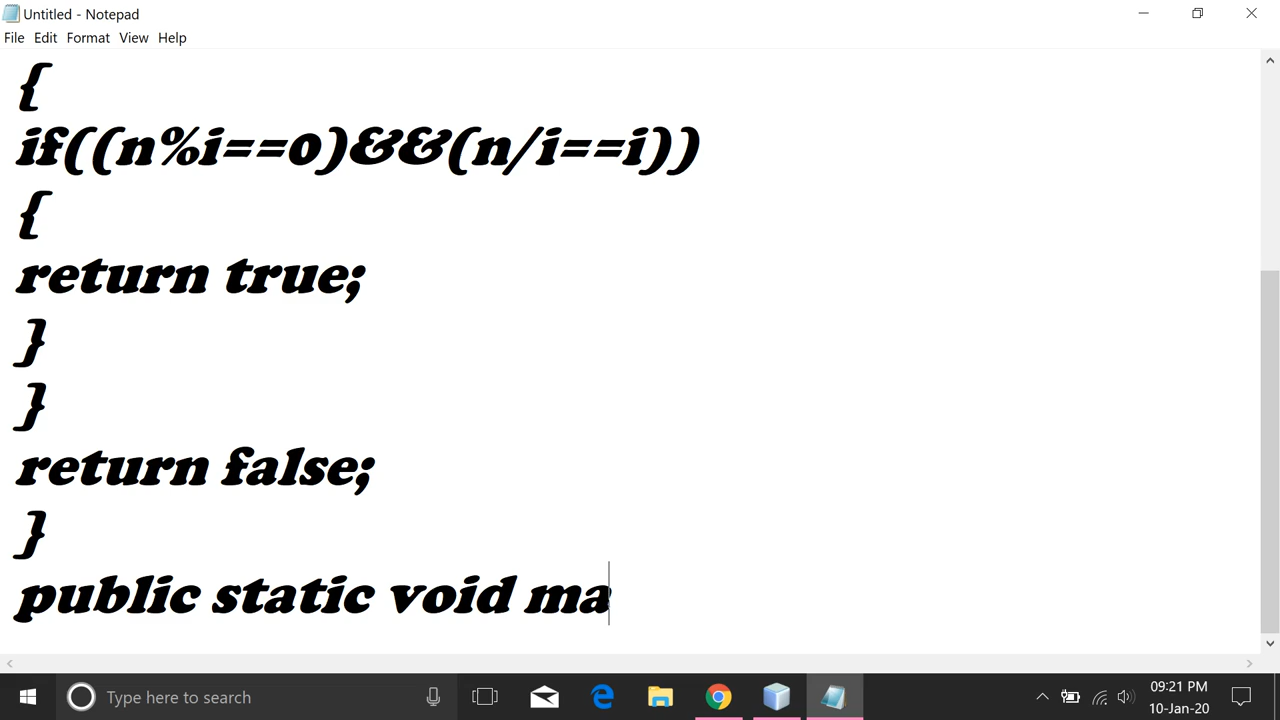 Untitled - Notepad
File Edit Format View Help
{
if((n%i==0)&&(n/i==i))
{
return true;
}
}
return false;
}
public static void ma
Type here to search
09:21 PM
10-Jan-20